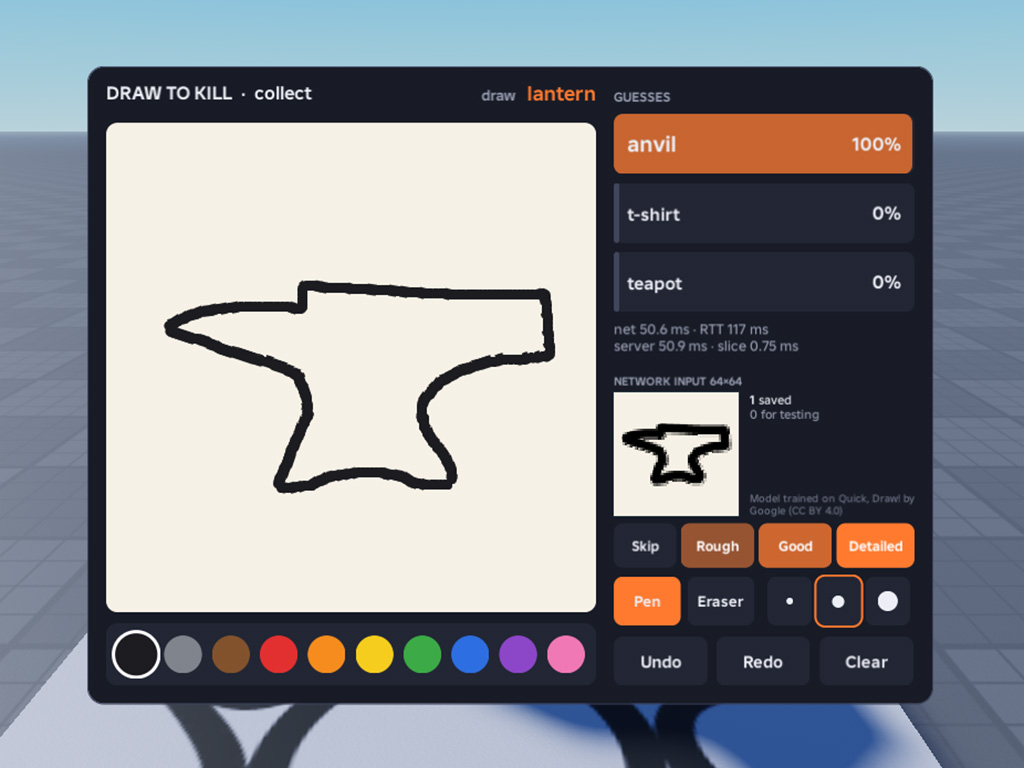 DRAW TO KILL · collect
draw lantern
GUESSES
anvil 100%
t-shirt 0%
teapot 0%
net 50.6 ms · RTT 117 ms
server 50.9 ms · slice 0.75 ms
NETWORK INPUT 64×64
1 saved
0 for testing
Model trained on Quick, Draw! by
Google (CC BY 4.0)
Skip Rough Good Detailed
Pen Eraser
Undo Redo Clear